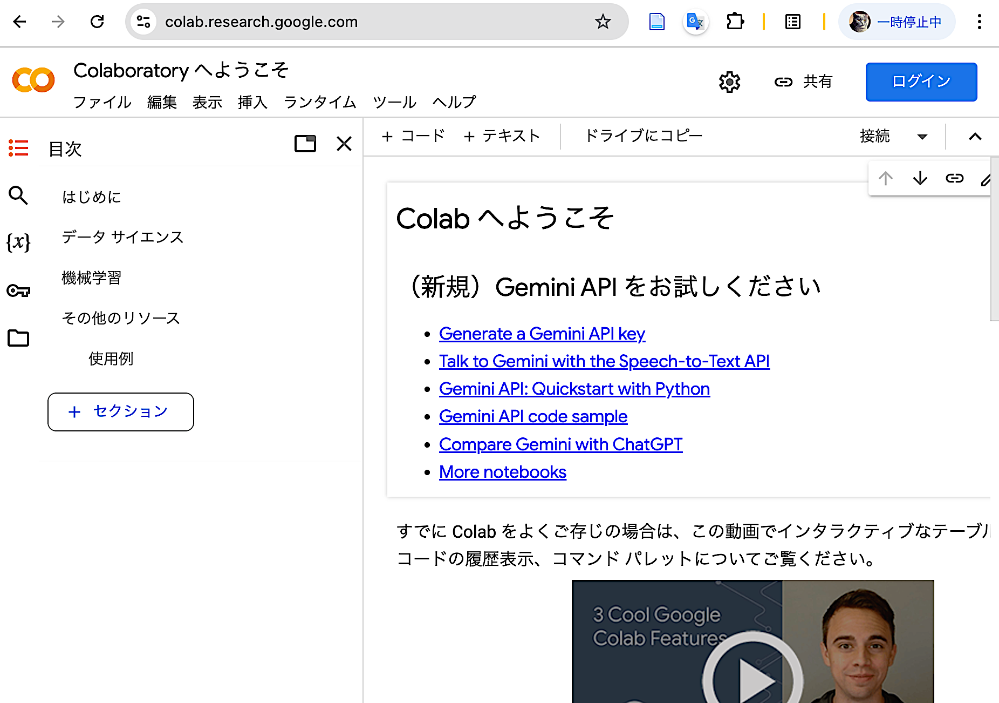 colab.research.google.com
一時停止中
Colaboratory へようこそ
ファイル 編集 表示 挿入 ランタイム ツール ヘルプ
共有
ログイン
目次
はじめに
データ サイエンス
機械学習
その他のリソース
使用例
+ セクション
+ コード + テキスト ドライブにコピー 接続
Colab へようこそ
（新規）Gemini API をお試しください
Generate a Gemini API key
Talk to Gemini with the Speech-to-Text API
Gemini API: Quickstart with Python
Gemini API code sample
Compare Gemini with ChatGPT
More notebooks
すでに Colab をよくご存じの場合は、この動画でインタラクティブなテーブル
コードの履歴表示、コマンド パレットについてご覧ください。
3 Cool Google
Colab Features